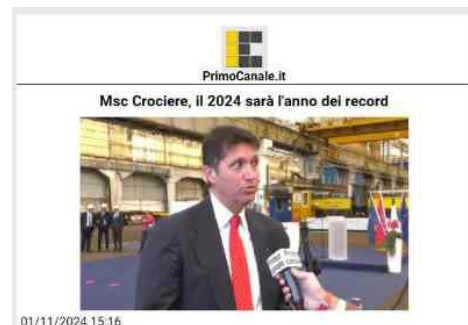 PrimoCanale.it
Msc Crociere, il 2024 sarà l'anno dei record
01/11/2024 15:16